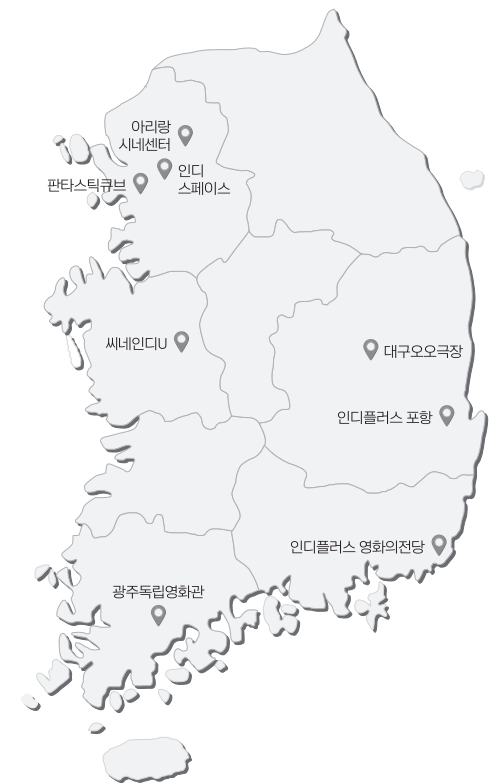 아리랑
시네센터
인디
스페이스
판타스틱큐브
씨네인디U
대구오오극장
인디플러스 포항
인디플러스 영화의전당
광주독립영화관